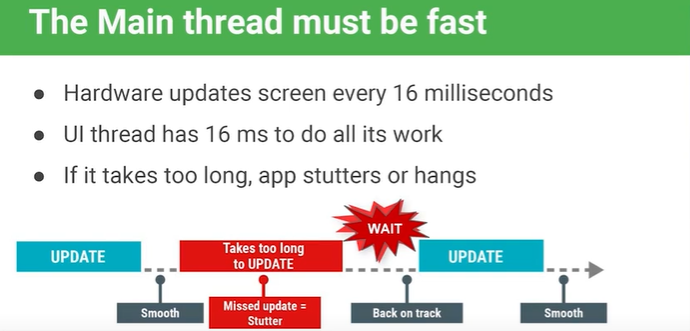 The Main thread must be fast
● Hardware updates screen every 16 milliseconds
● UI thread has 16 ms to do all its work
● If it takes too long, app stutters or hangs
WAIT
UPDATE
Takes too long
to UPDATE
UPDATE
Smooth
Missed update =
Stutter
Back on track
Smooth